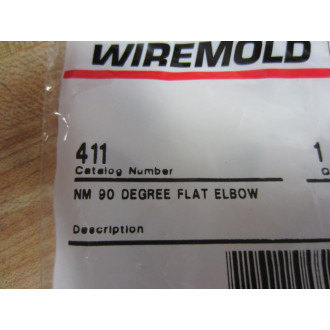 WIREMOLD
411 1
Catalog Number
NM 90 DEGREE FLAT ELBOW
Description